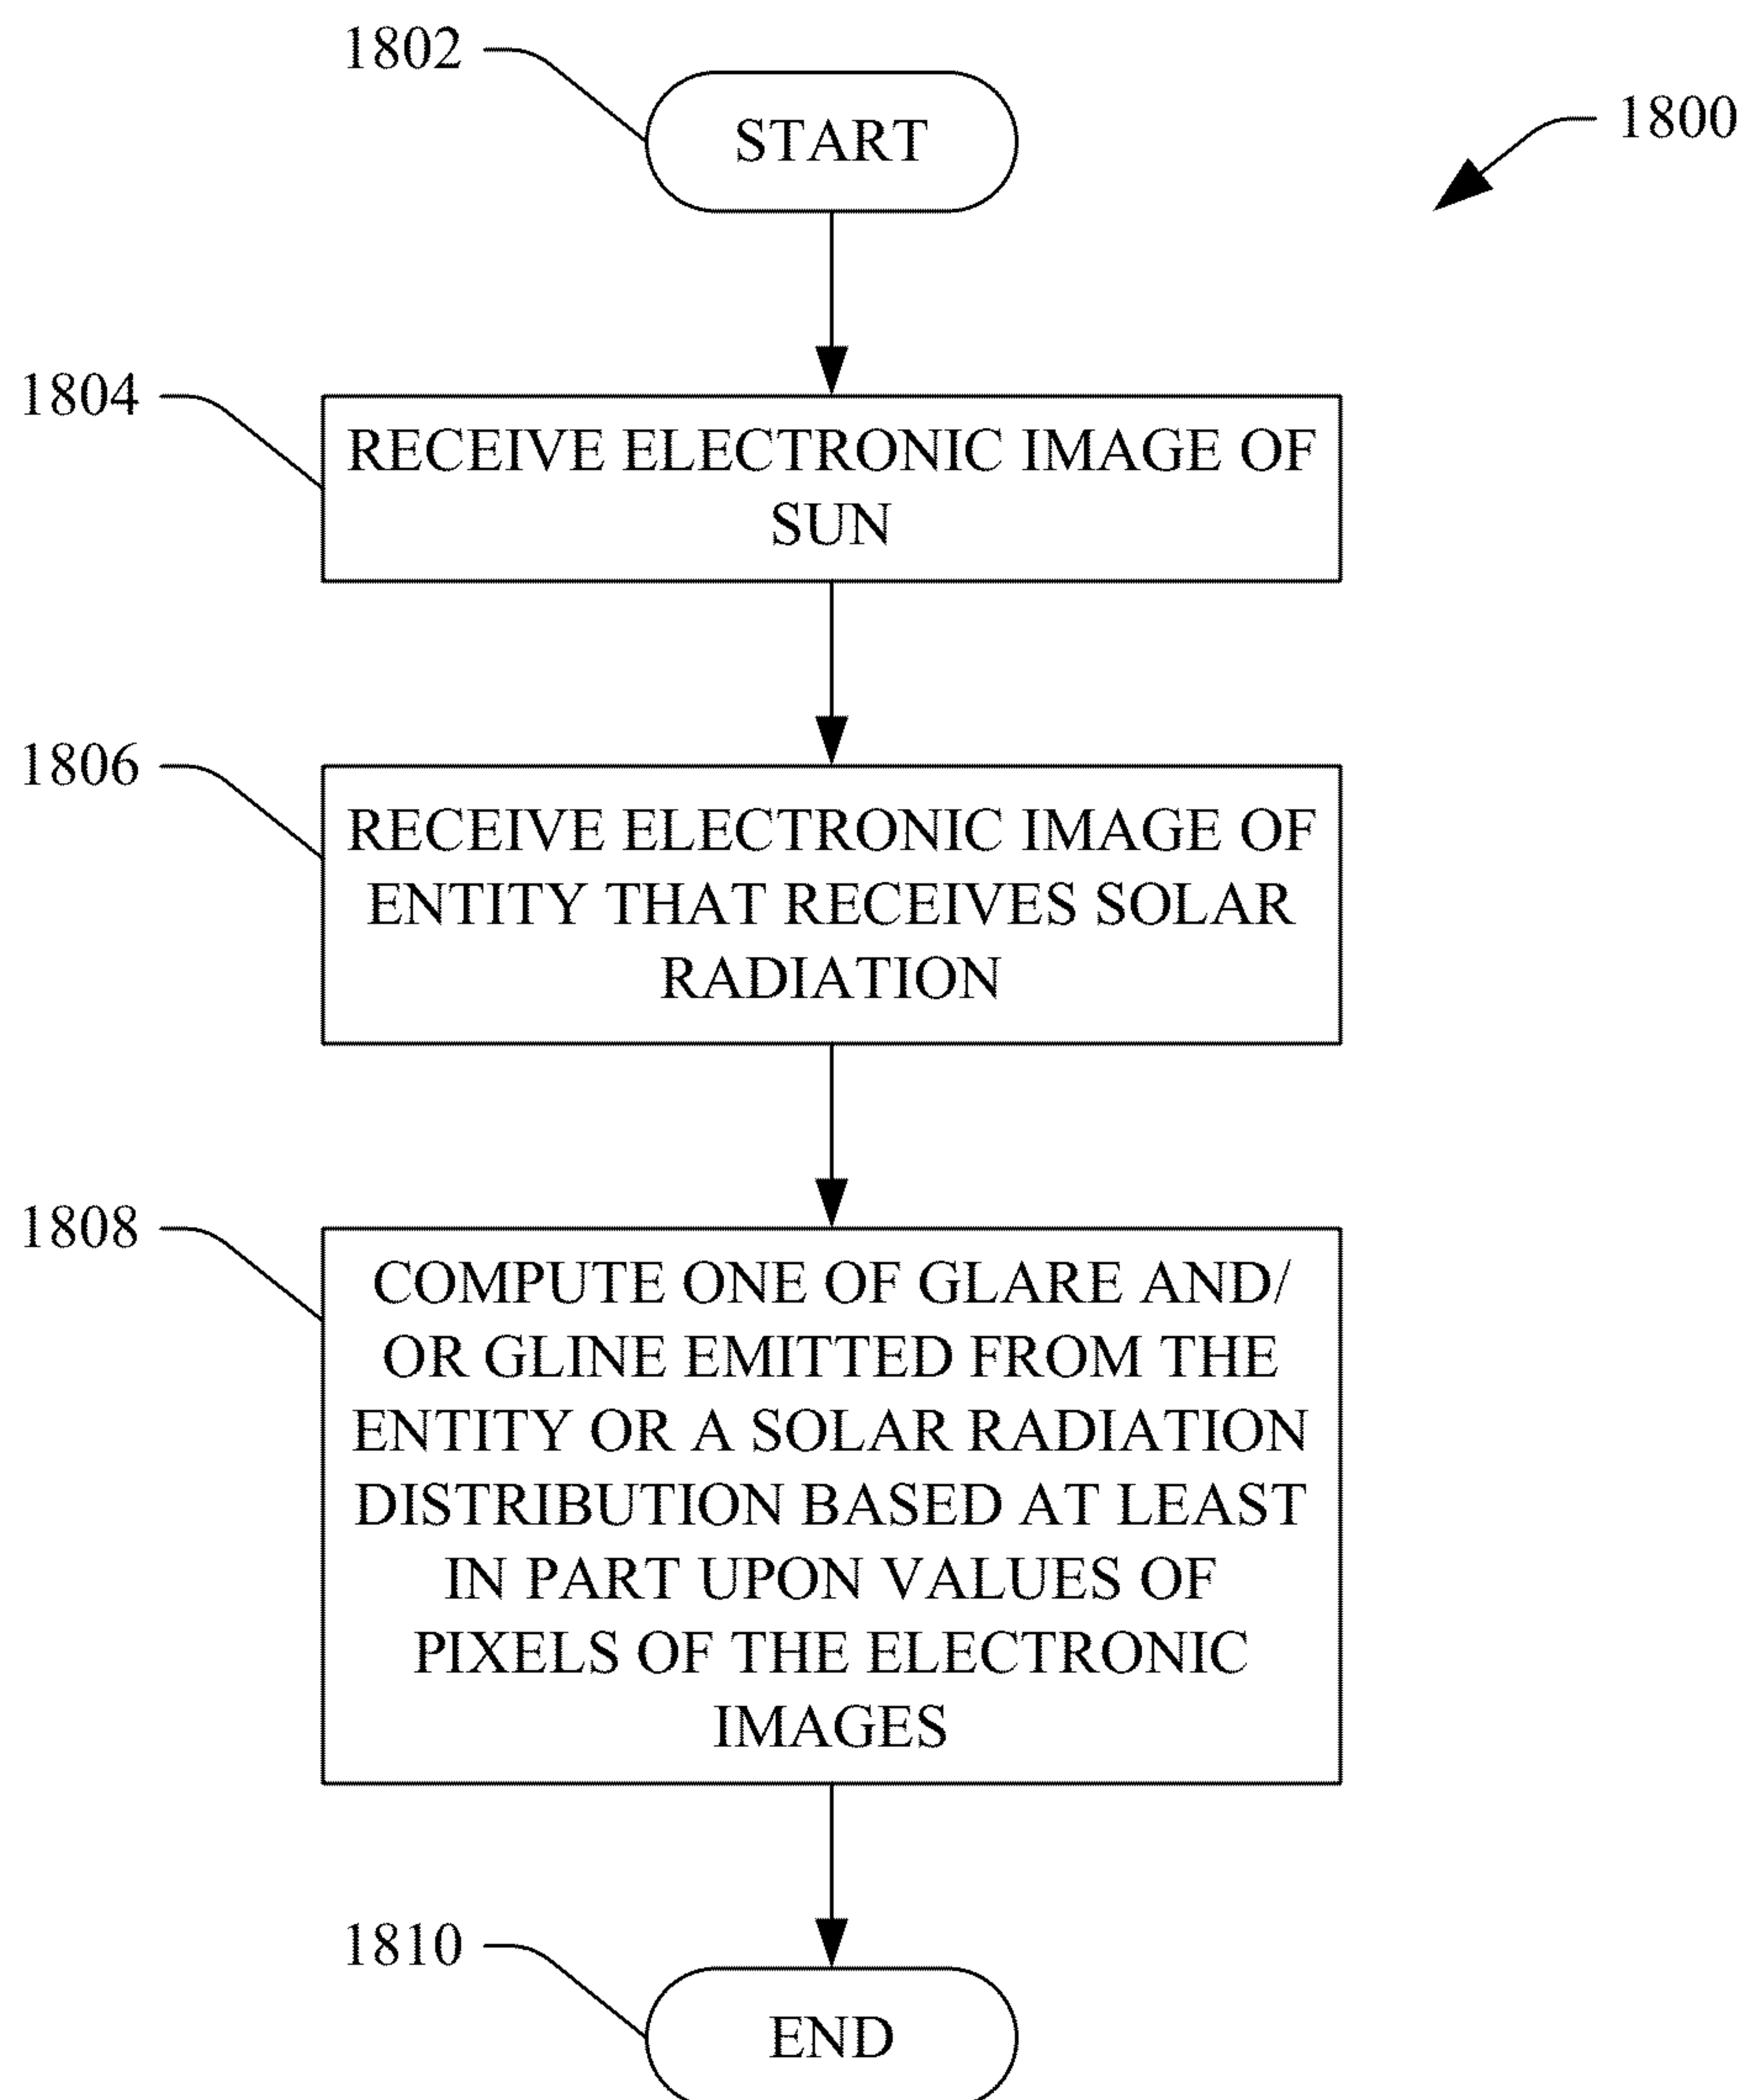 1802
START
1800
1804
RECEIVE ELECTRONIC IMAGE OF
SUN
1806
RECEIVE ELECTRONIC IMAGE OF
ENTITY THAT RECEIVES SOLAR
RADIATION
1808
COMPUTE ONE OF GLARE AND/
OR GLINE EMITTED FROM THE
ENTITY OR A SOLAR RADIATION
DISTRIBUTION BASED AT LEAST
IN PART UPON VALUES OF
PIXELS OF THE ELECTRONIC
IMAGES
1810
END